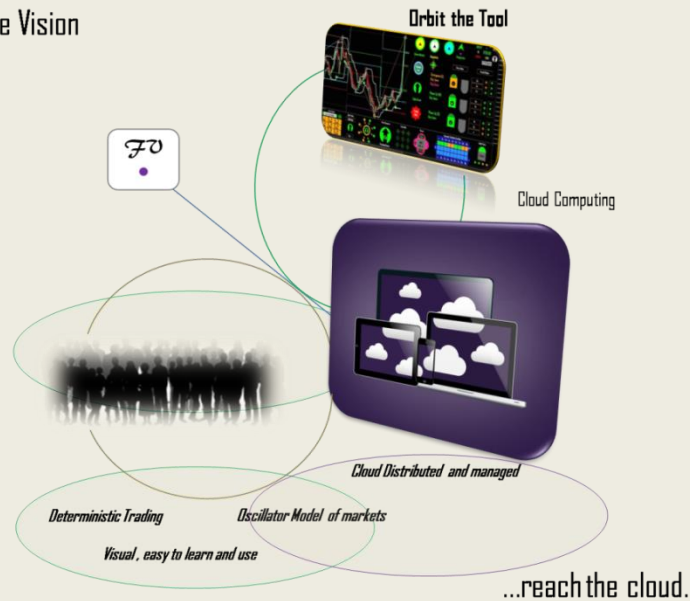 e Vision
Orbit the Tool
FV
Cloud Computing
Cloud Distributed and managed
Deterministic Trading
Oscillator Model of markets
Visual, easy to learn and use
...reach the cloud.